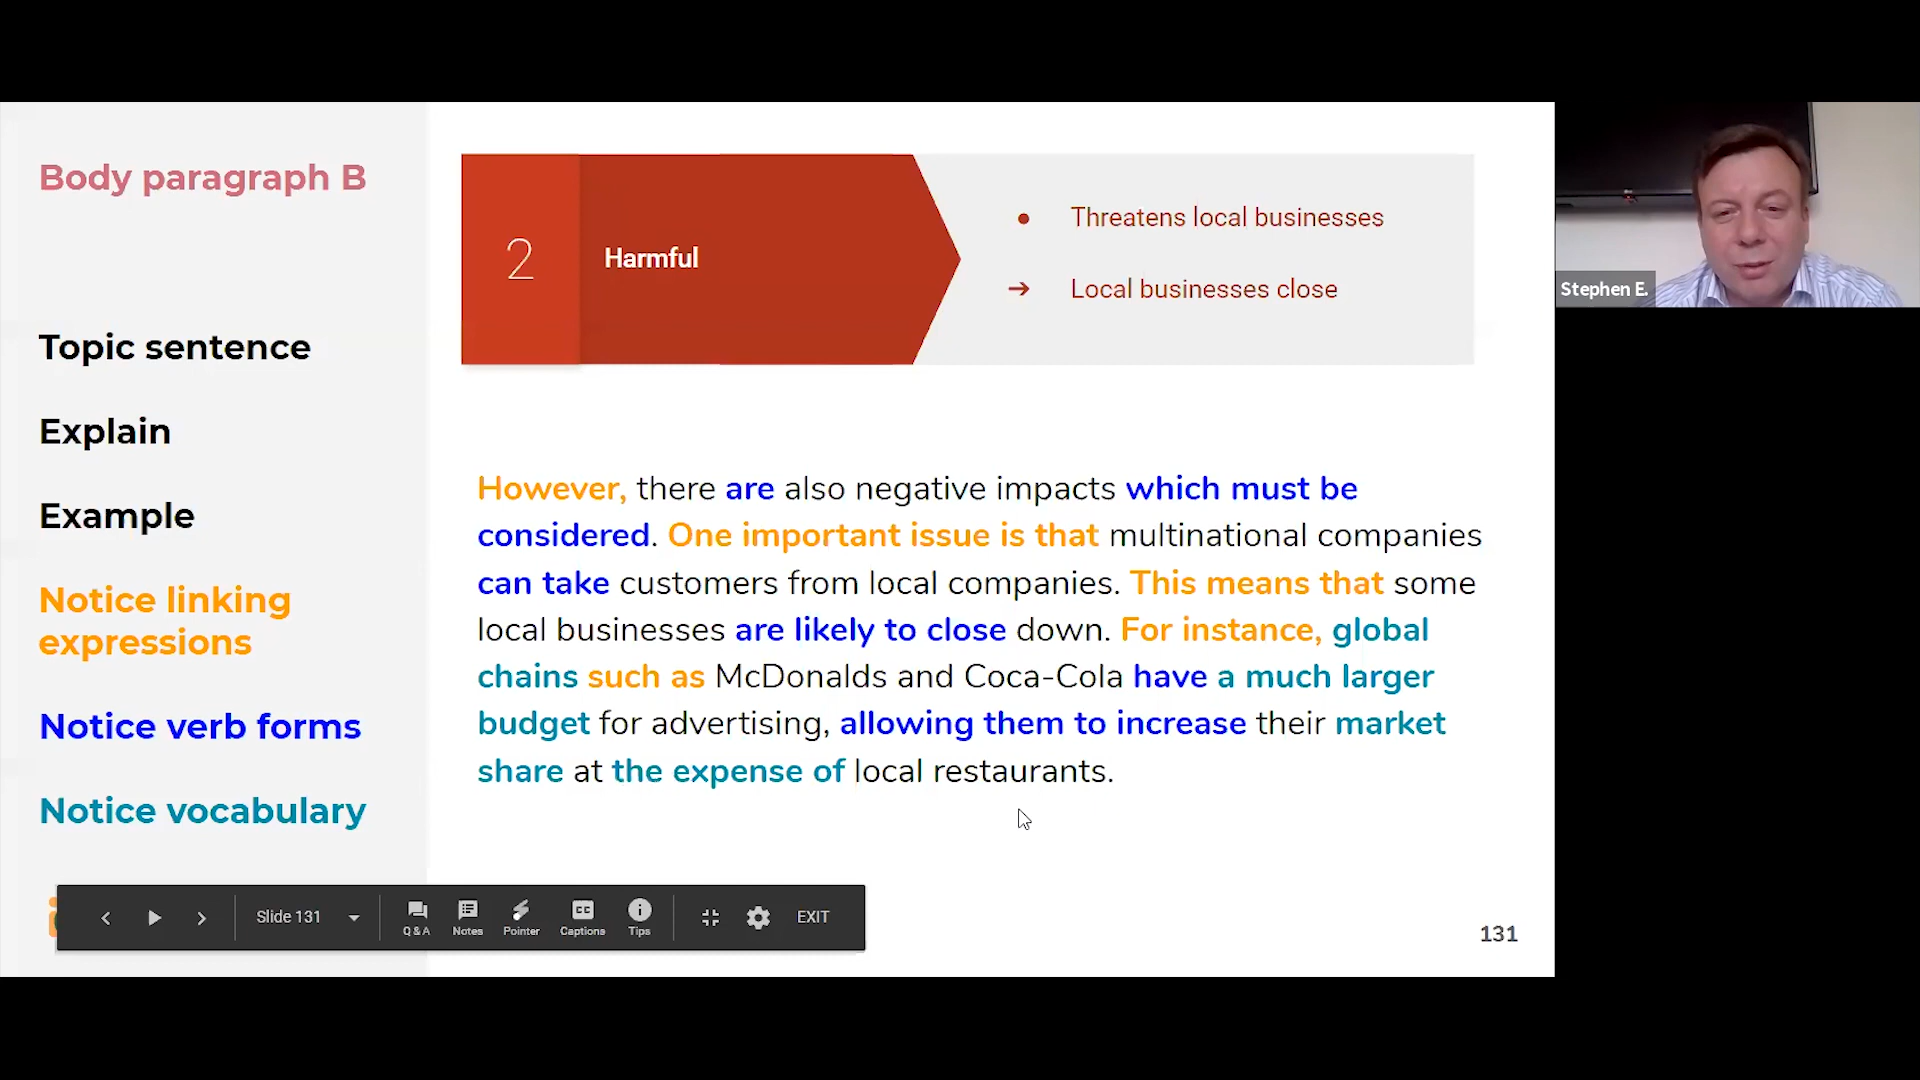 Body paragraph B
Topic sentence
Explain
Example
Notice linking
expressions
Notice verb forms
Notice vocabulary
2
Harmful
● Threatens local businesses
➔ Local businesses close
However, there are also negative impacts which must be
considered. One important issue is that multinational companies
can take customers from local companies. This means that some
local businesses are likely to close down. For instance, global
chains such as McDonalds and Coca-Cola have a much larger
budget for advertising, allowing them to increase their market
share at the expense of local restaurants.
Stephen E.
Slide 131
Q & A
Notes
Pointer
CC
Captions
Tips
EXIT
131